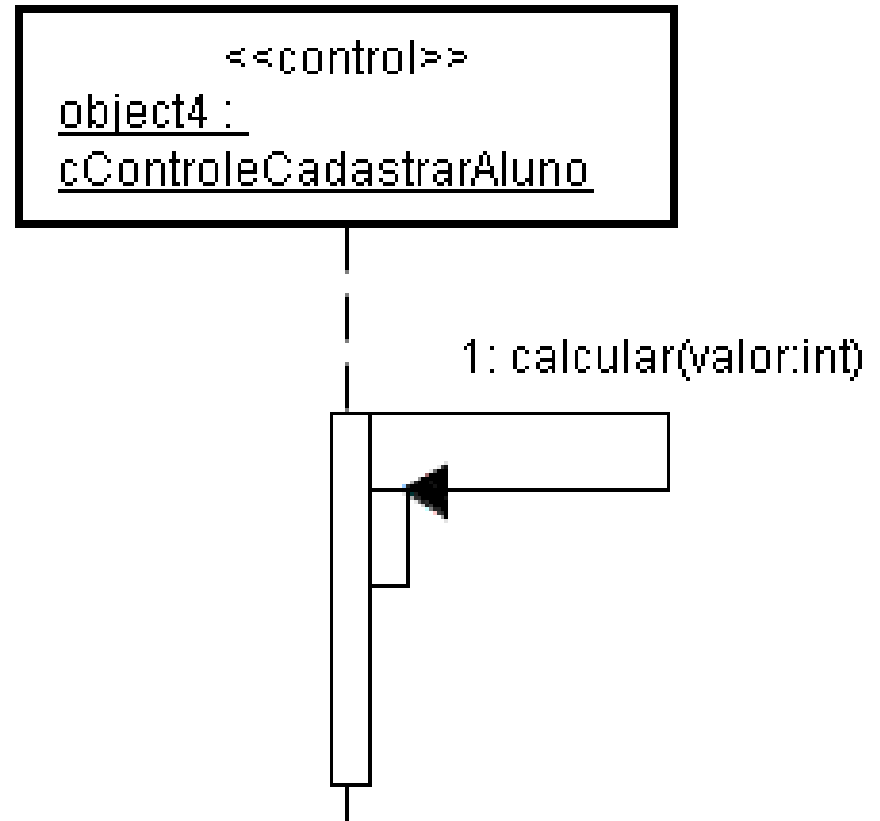 <<control>>
object4 :
cControleCadastrarAluno
1: calcular(valor:int)